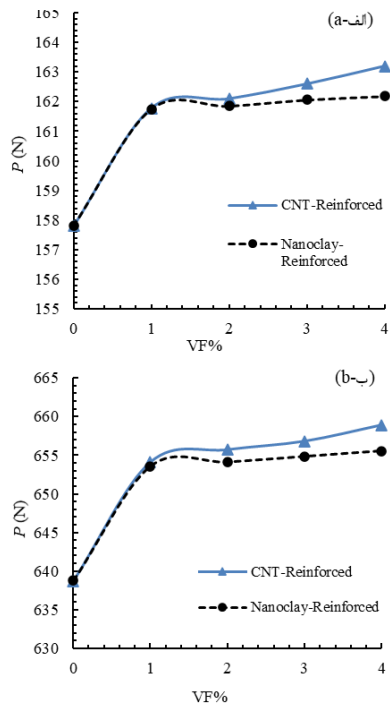 (a-الف)
165
164
163
162
161
160
159
158
157
156
155
P (N)
CNT-Reinforced
Nanoclay-
Reinforced
0 1 2 3 4
VF%
(b-ب)
665
660
655
650
645
640
635
630
P (N)
CNT-Reinforced
Nanoclay-Reinforced
0 1 2 3 4
VF%